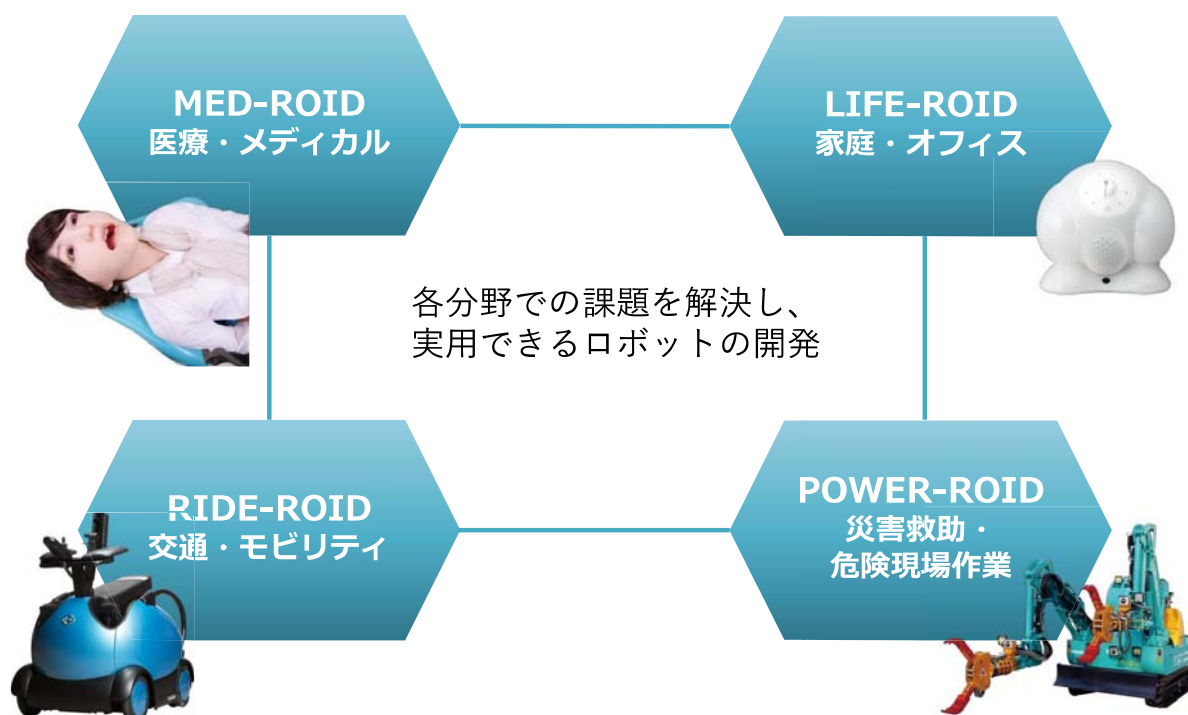 MED-ROID
医療・メディカル
LIFE-ROID
家庭・オフィス
各分野での課題を解決し、
実用できるロボットの開発
RIDE-ROID
交通・モビリティ
POWER-ROID
災害救助・
危険現場作業